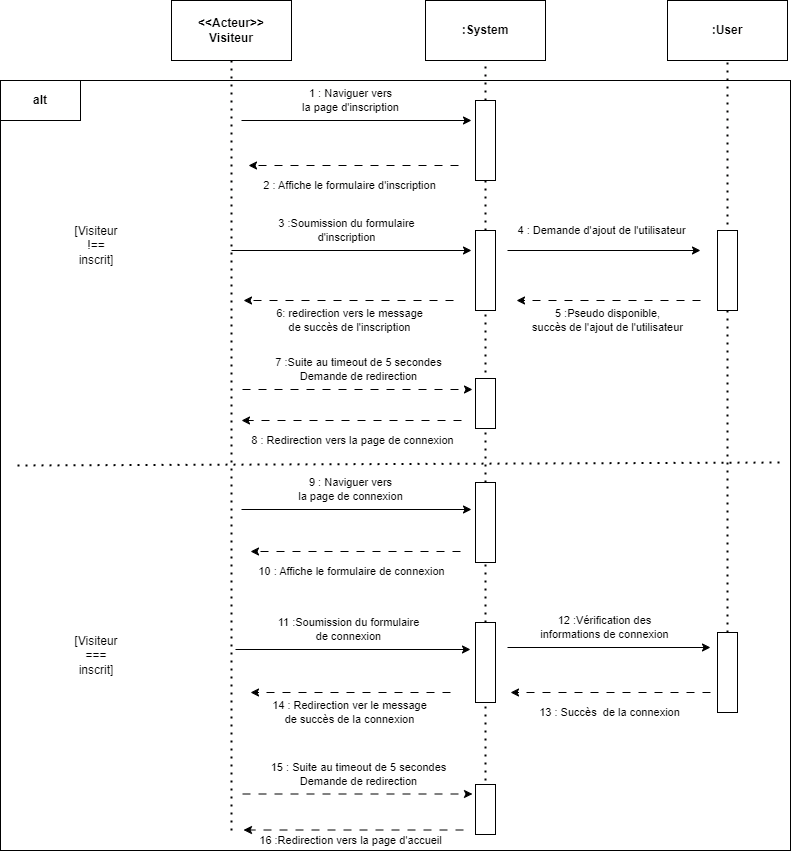 <<Acteur>>
Visiteur
:System
:User
alt
1 : Naviguer vers
la page d'inscription
2 : Affiche le formulaire d'inscription
[Visiteur
!==
inscrit]
3 :Soumission du formulaire
d'inscription
4 : Demande d'ajout de l'utilisateur
6: redirection vers le message
de succès de l'inscription
5 :Pseudo disponible,
succès de l'ajout de l'utilisateur
7 :Suite au timeout de 5 secondes
Demande de redirection
8 : Redirection vers la page de connexion
9 : Naviguer vers
la page de connexion
10 : Affiche le formulaire de connexion
[Visiteur
===
inscrit]
11 :Soumission du formulaire
de connexion
12 :Vérification des
informations de connexion
14 : Redirection ver le message
de succès de la connexion
13 : Succès de la connexion
15 : Suite au timeout de 5 secondes
Demande de redirection
16 :Redirection vers la page d'accueil